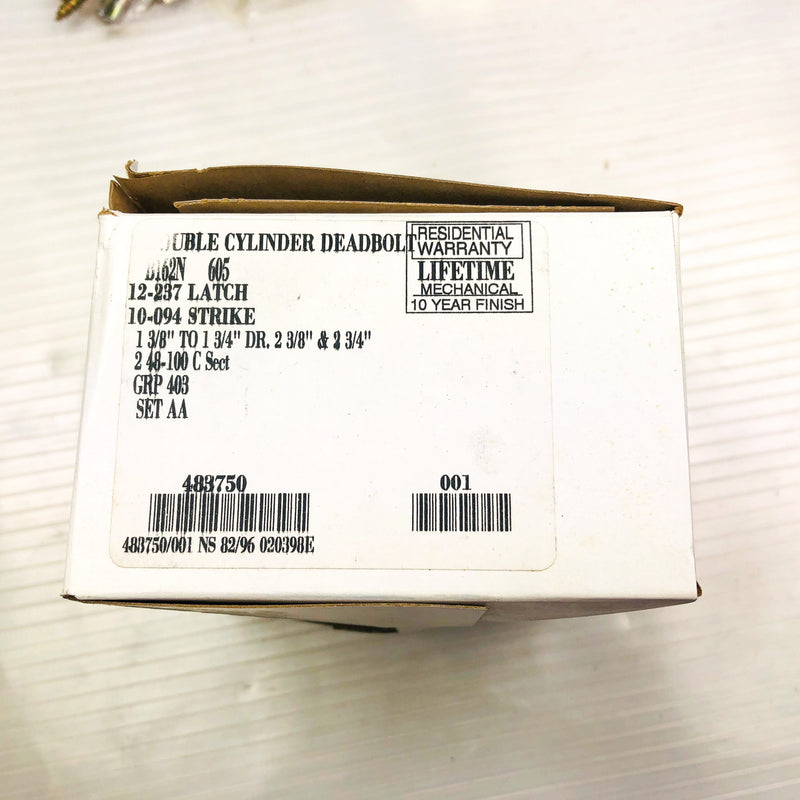 UBLE CYLINDER DEADBOLT
B162N 605
12-237 LATCH
10-094 STRIKE
1 3/8" TO 1 3/4" DR. 2 3/8" & 2 3/4"
2 48-100 C Sect
GRP 403
SET AA
RESIDENTIAL
WARRANTY
LIFETIME
MECHANICAL
10 YEAR FINISH
483750
001
483750/001 NS 82/96 020398E